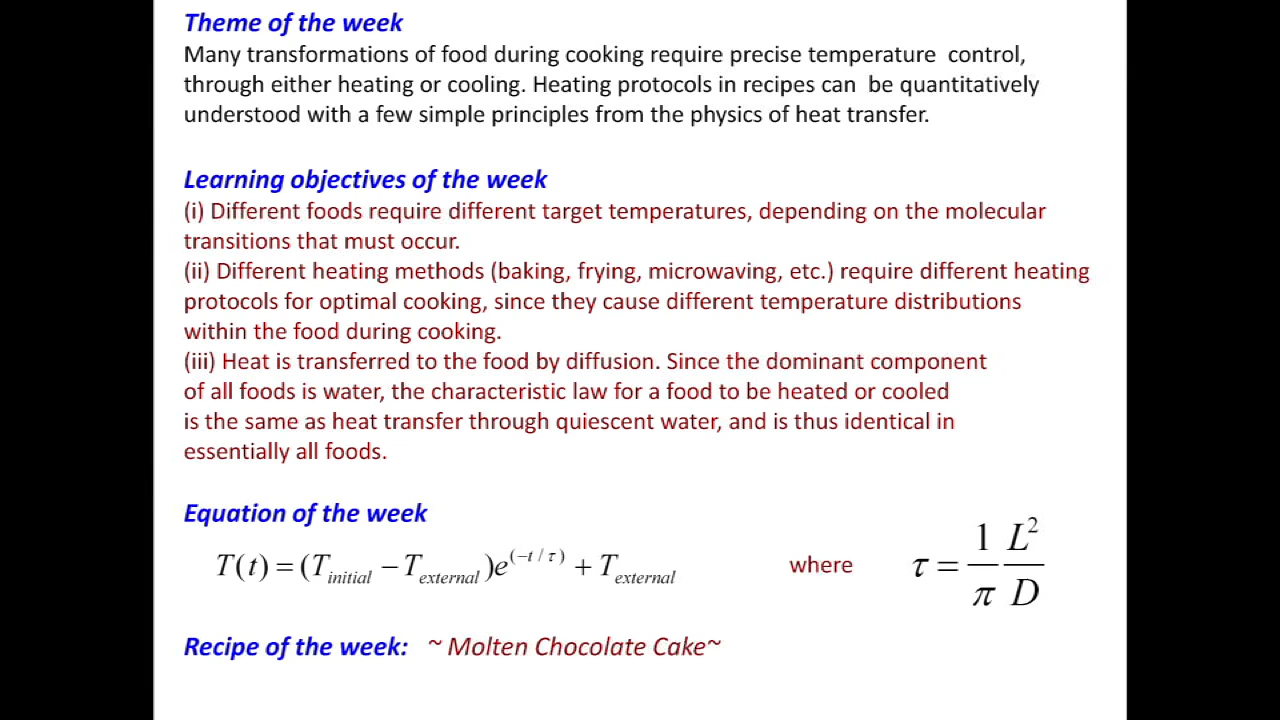 Theme of the week
Many transformations of food during cooking require precise temperature control,
through either heating or cooling. Heating protocols in recipes can be quantitatively
understood with a few simple principles from the physics of heat transfer.
Learning objectives of the week
(i) Different foods require different target temperatures, depending on the molecular
transitions that must occur.
(ii) Different heating methods (baking, frying, microwaving, etc.) require different heating
protocols for optimal cooking, since they cause different temperature distributions
within the food during cooking.
(iii) Heat is transferred to the food by diffusion. Since the dominant component
of all foods is water, the characteristic law for a food to be heated or cooled
is the same as heat transfer through quiescent water, and is thus identical in
essentially all foods.
Equation of the week
T(t) = (T_initial − T_external)e^(−t/τ) + T_external where τ = 1/π L²/D
Recipe of the week: ~ Molten Chocolate Cake~